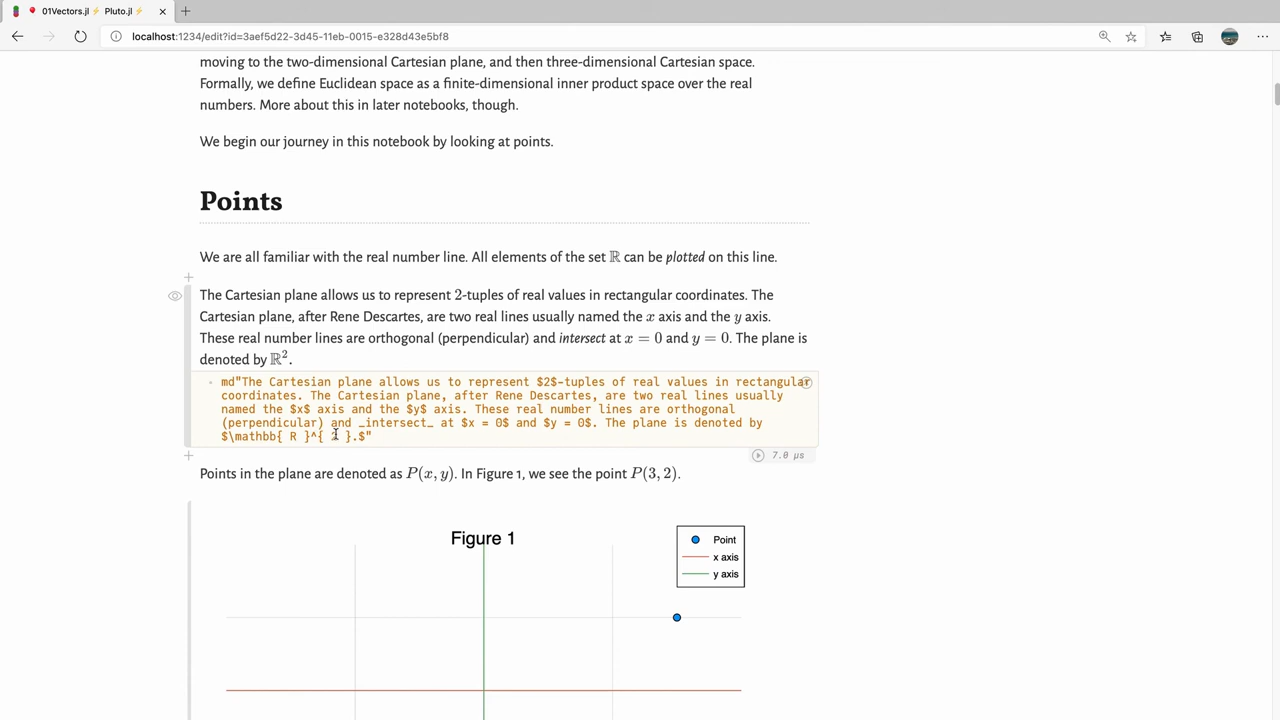 01Vectors.jl ⚡ Pluto.jl ⚡
localhost:1234/edit?id=3aef5d22-3d45-11eb-0015-e328d43e5bf8
moving to the two-dimensional Cartesian plane, and then three-dimensional Cartesian space.
Formally, we define Euclidean space as a finite-dimensional inner product space over the real
numbers. More about this in later notebooks, though.
We begin our journey in this notebook by looking at points.
Points
We are all familiar with the real number line. All elements of the set ℝ can be plotted on this line.
The Cartesian plane allows us to represent 2-tuples of real values in rectangular coordinates. The
Cartesian plane, after Rene Descartes, are two real lines usually named the x axis and the y axis.
These real number lines are orthogonal (perpendicular) and intersect at x = 0 and y = 0. The plane is
denoted by ℝ².
md"The Cartesian plane allows us to represent $2$-tuples of real values in rectangular
coordinates. The Cartesian plane, after Rene Descartes, are two real lines usually
named the $x$ axis and the $y$ axis. These real number lines are orthogonal
(perpendicular) and _intersect_ at $x = 0$ and $y = 0$. The plane is denoted by
$\mathbb{ R }^{ 2 }.$"
7.0 μs
Points in the plane are denoted as P(x, y). In Figure 1, we see the point P(3, 2).
Figure 1
Point
x axis
y axis